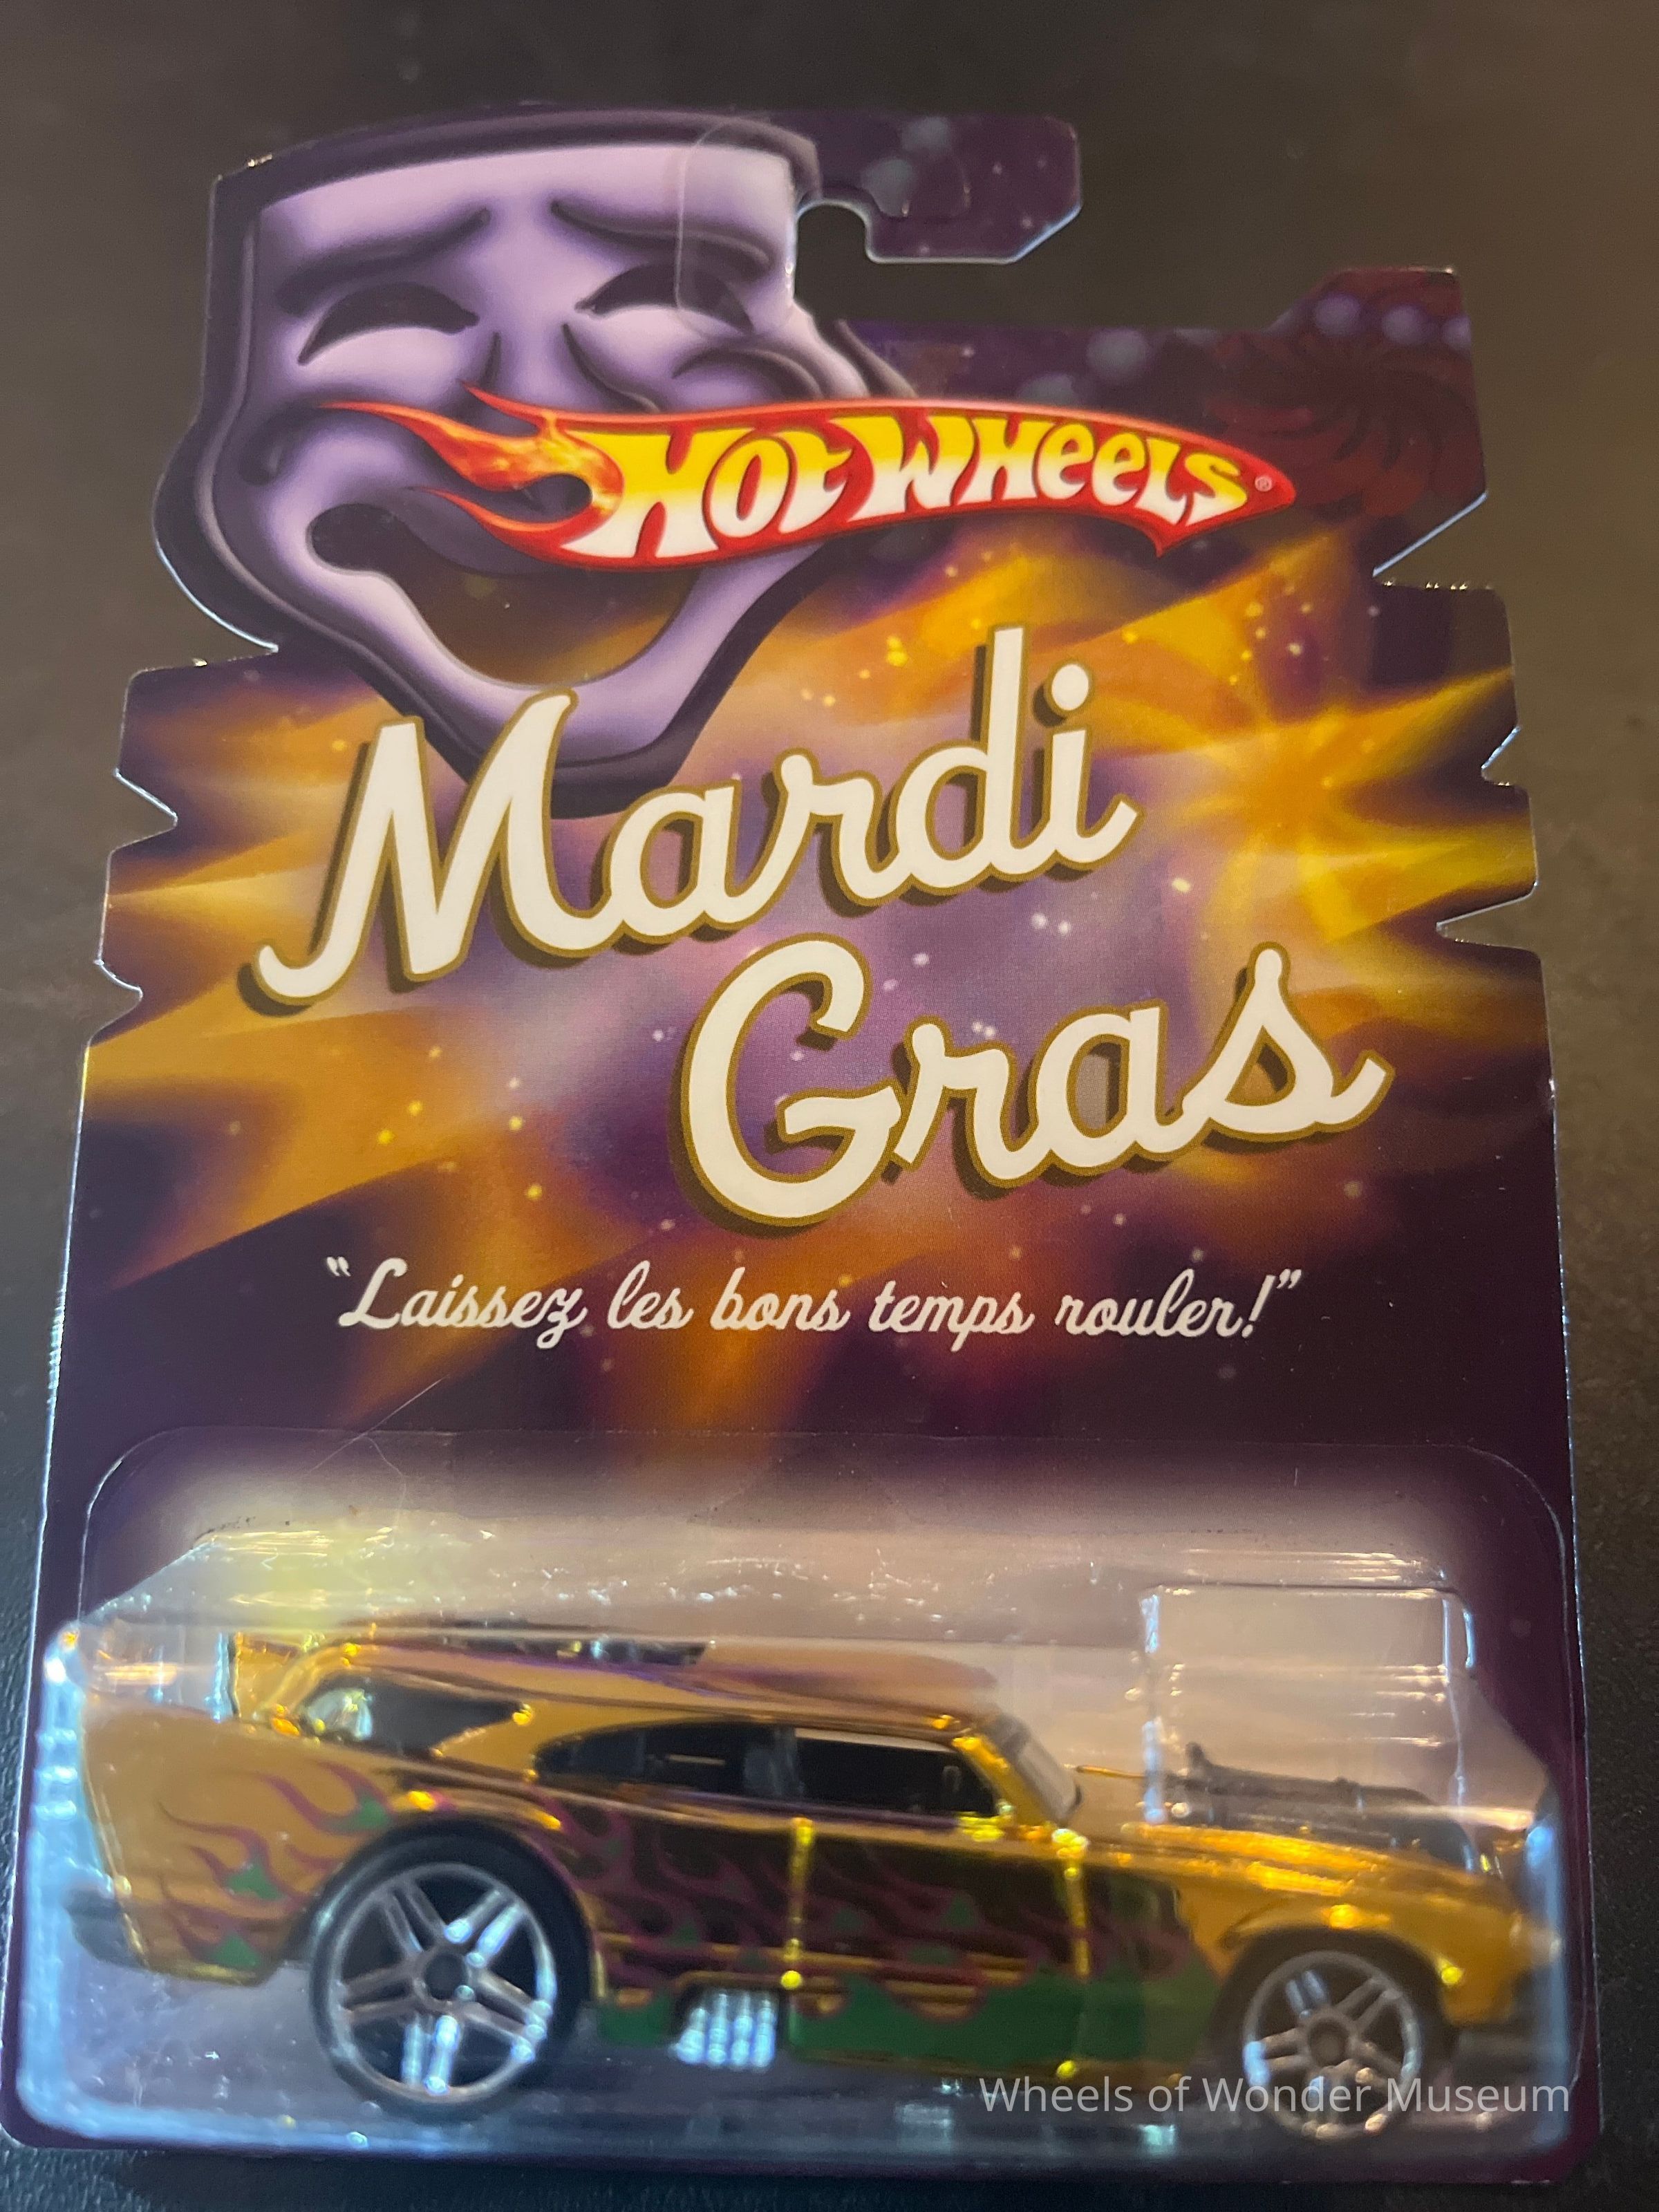 HOT WHEELS®
Mardi
Gras
“Laissez les bons temps rouler!”
Wheels of Wonder Museum